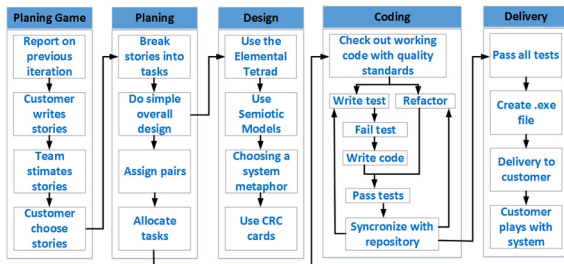 Planing Game
Report on
previous
iteration
Customer
writes
stories
Team
stimates
stories
Customer
choose
stories
Planing
Break
stories into
tasks
Do simple
overall
design
Assign pairs
Allocate
tasks
Design
Use the
Elemental
Tetrad
Use
Semiotic
Models
Choosing a
system
metaphor
Use CRC
cards
Coding
Check out working
code with quality
standards
Write test
Refactor
Fail test
Write code
Pass tests
Syncronize with
repository
Delivery
Pass all tests
Create .exe
file
Delivery to
customer
Customer
plays with
system